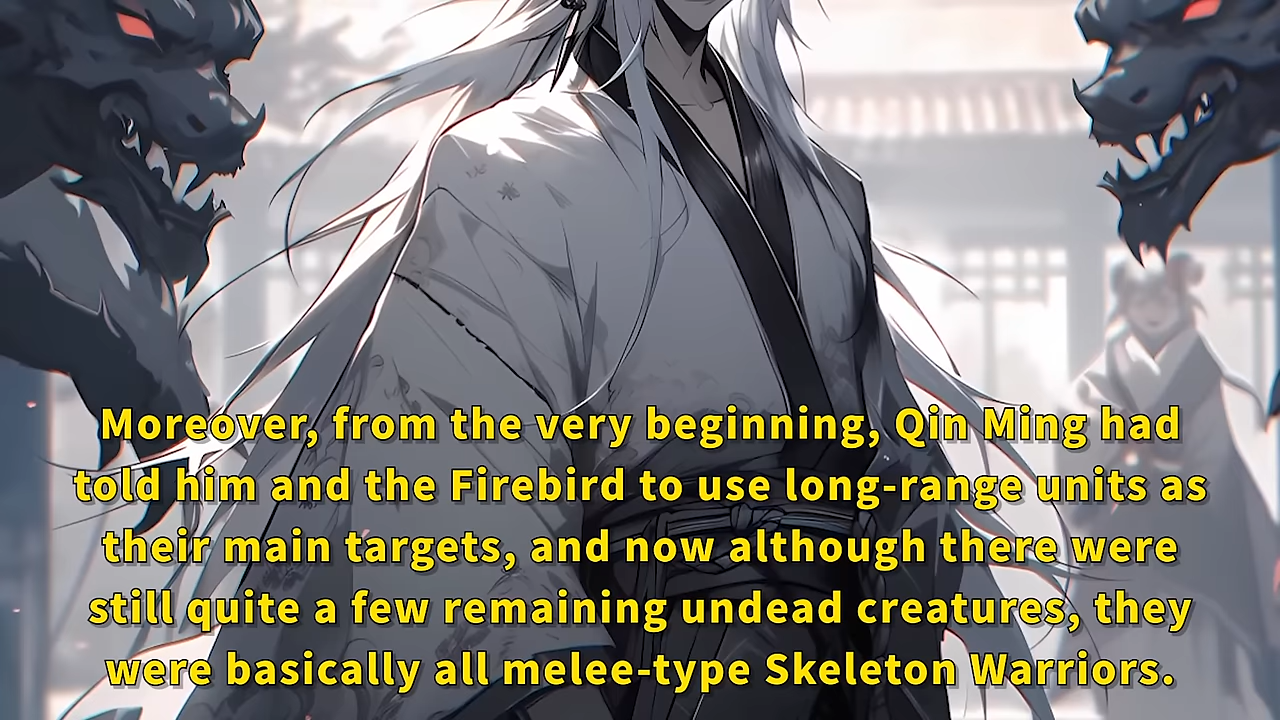 Moreover, from the very beginning, Qin Ming had
told him and the Firebird to use long-range units as
their main targets, and now although there were
still quite a few remaining undead creatures, they
were basically all melee-type Skeleton Warriors.